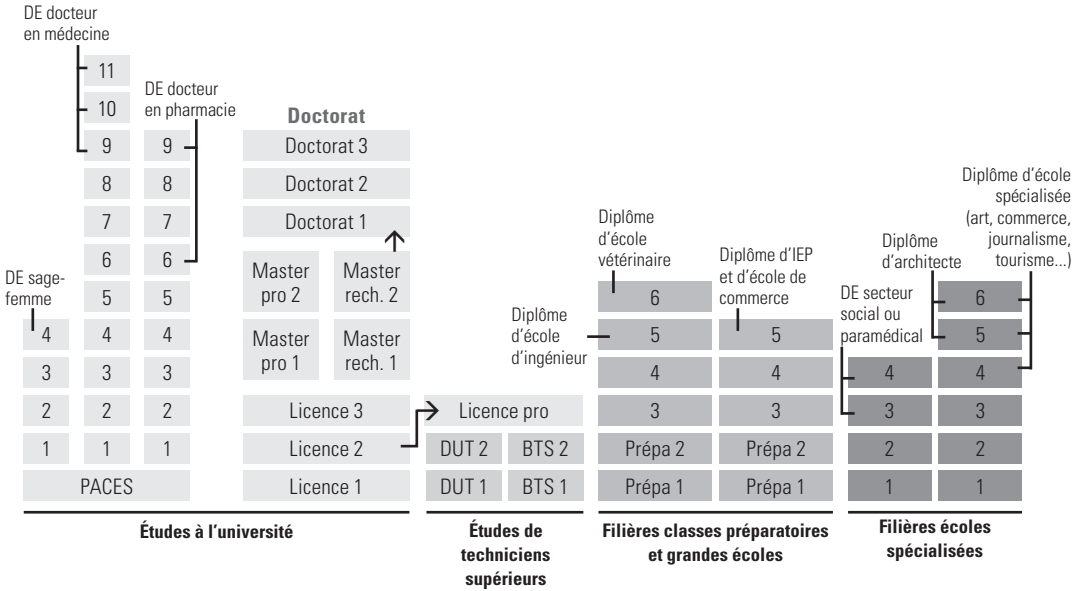 DE docteur
en médecine
11
10
9
8
7
6
5
4
3
2
1
DE docteur
en pharmacie
9
8
7
6
5
4
3
2
1
DE sage-
femme
4
3
2
1
PACES
Doctorat
Doctorat 3
Doctorat 2
Doctorat 1
Master
pro 2
Master
rech. 2
Master
pro 1
Master
rech. 1
Licence 3
Licence 2
Licence 1
Études à l’université
Licence pro
DUT 2
BTS 2
DUT 1
BTS 1
Études de
techniciens
supérieurs
Diplôme
d’école
vétérinaire
Diplôme
d’école
d’ingénieur
6
5
4
3
Prépa 2
Prépa 1
Diplôme d’IEP
et d’école de
commerce
5
4
3
Prépa 2
Prépa 1
Filières classes préparatoires
et grandes écoles
DE secteur
social ou
paramédical
4
3
2
1
Diplôme
d’architecte
Diplôme d’école
spécialisée
(art, commerce,
journalisme,
tourisme...)
6
5
4
3
2
1
Filières écoles
spécialisées